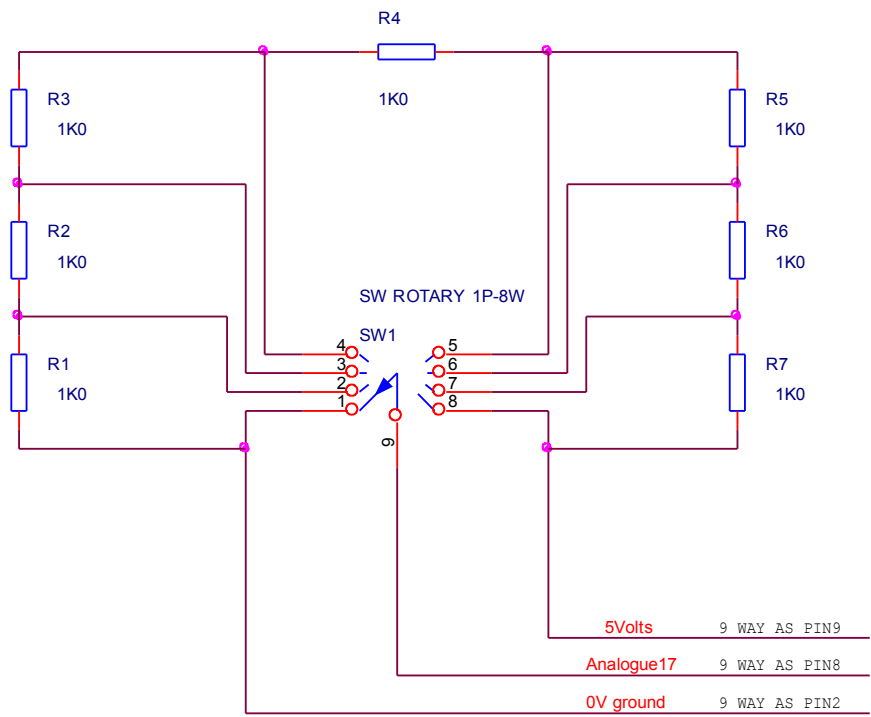 R4
1K0
R3
1K0
R5
1K0
R2
1K0
R6
1K0
SW ROTARY 1P-8W
SW1
R1
1K0
R7
1K0
4
5
3
6
2
7
1
8
9
5Volts 9 WAY AS PIN9
Analogue17 9 WAY AS PIN8
0V ground 9 WAY AS PIN2